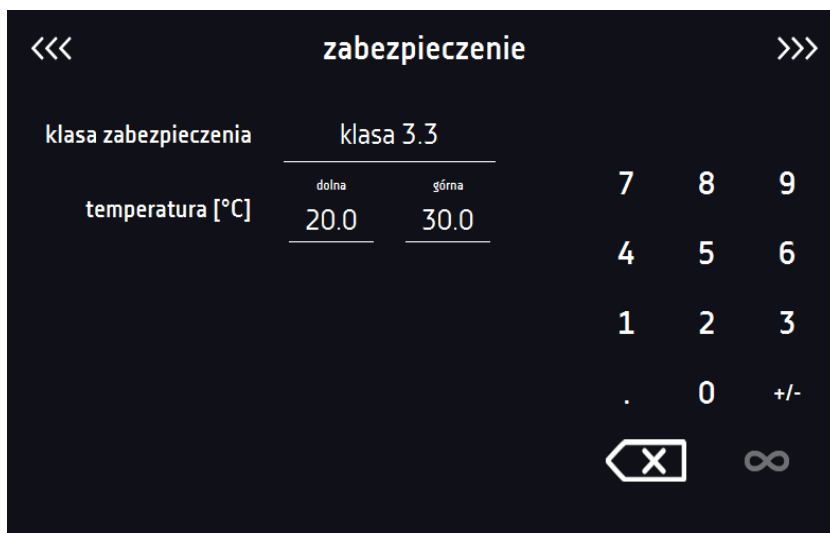 <<< zabezpieczenie >>>
klasa zabezpieczenia klasa 3.3
dolna górna
temperatura [°C] 20.0 30.0
7 8 9
4 5 6
1 2 3
. 0 +/-
X ∞